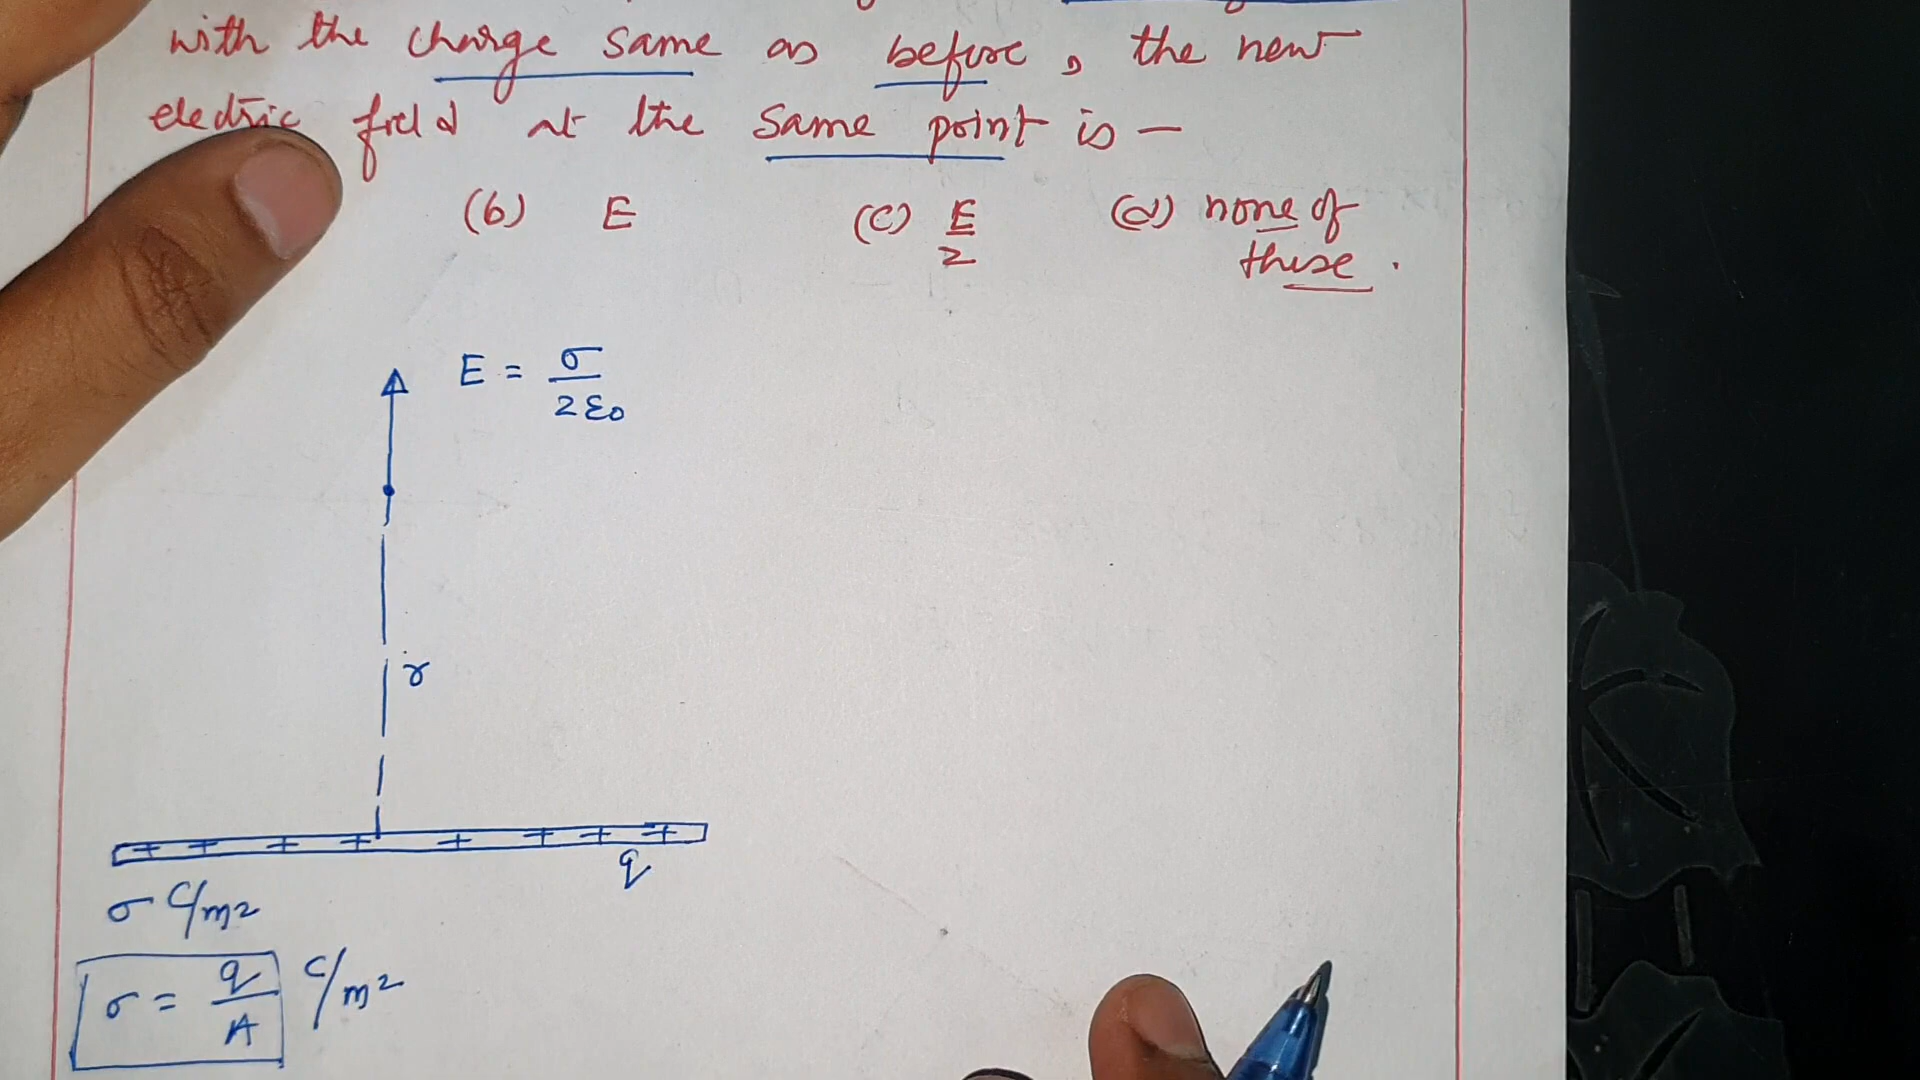 with the charge same as before, the new
electric field at the same point is —
(b) E (c) E/2 (d) none of
these.
E = σ/2ε₀
r
q
σ C/m²
σ = q/A C/m²